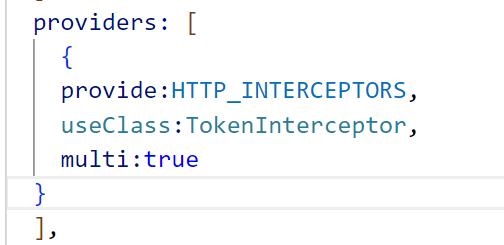 providers: [
{
provide:HTTP_INTERCEPTORS,
useClass:TokenInterceptor,
multi:true
}
],